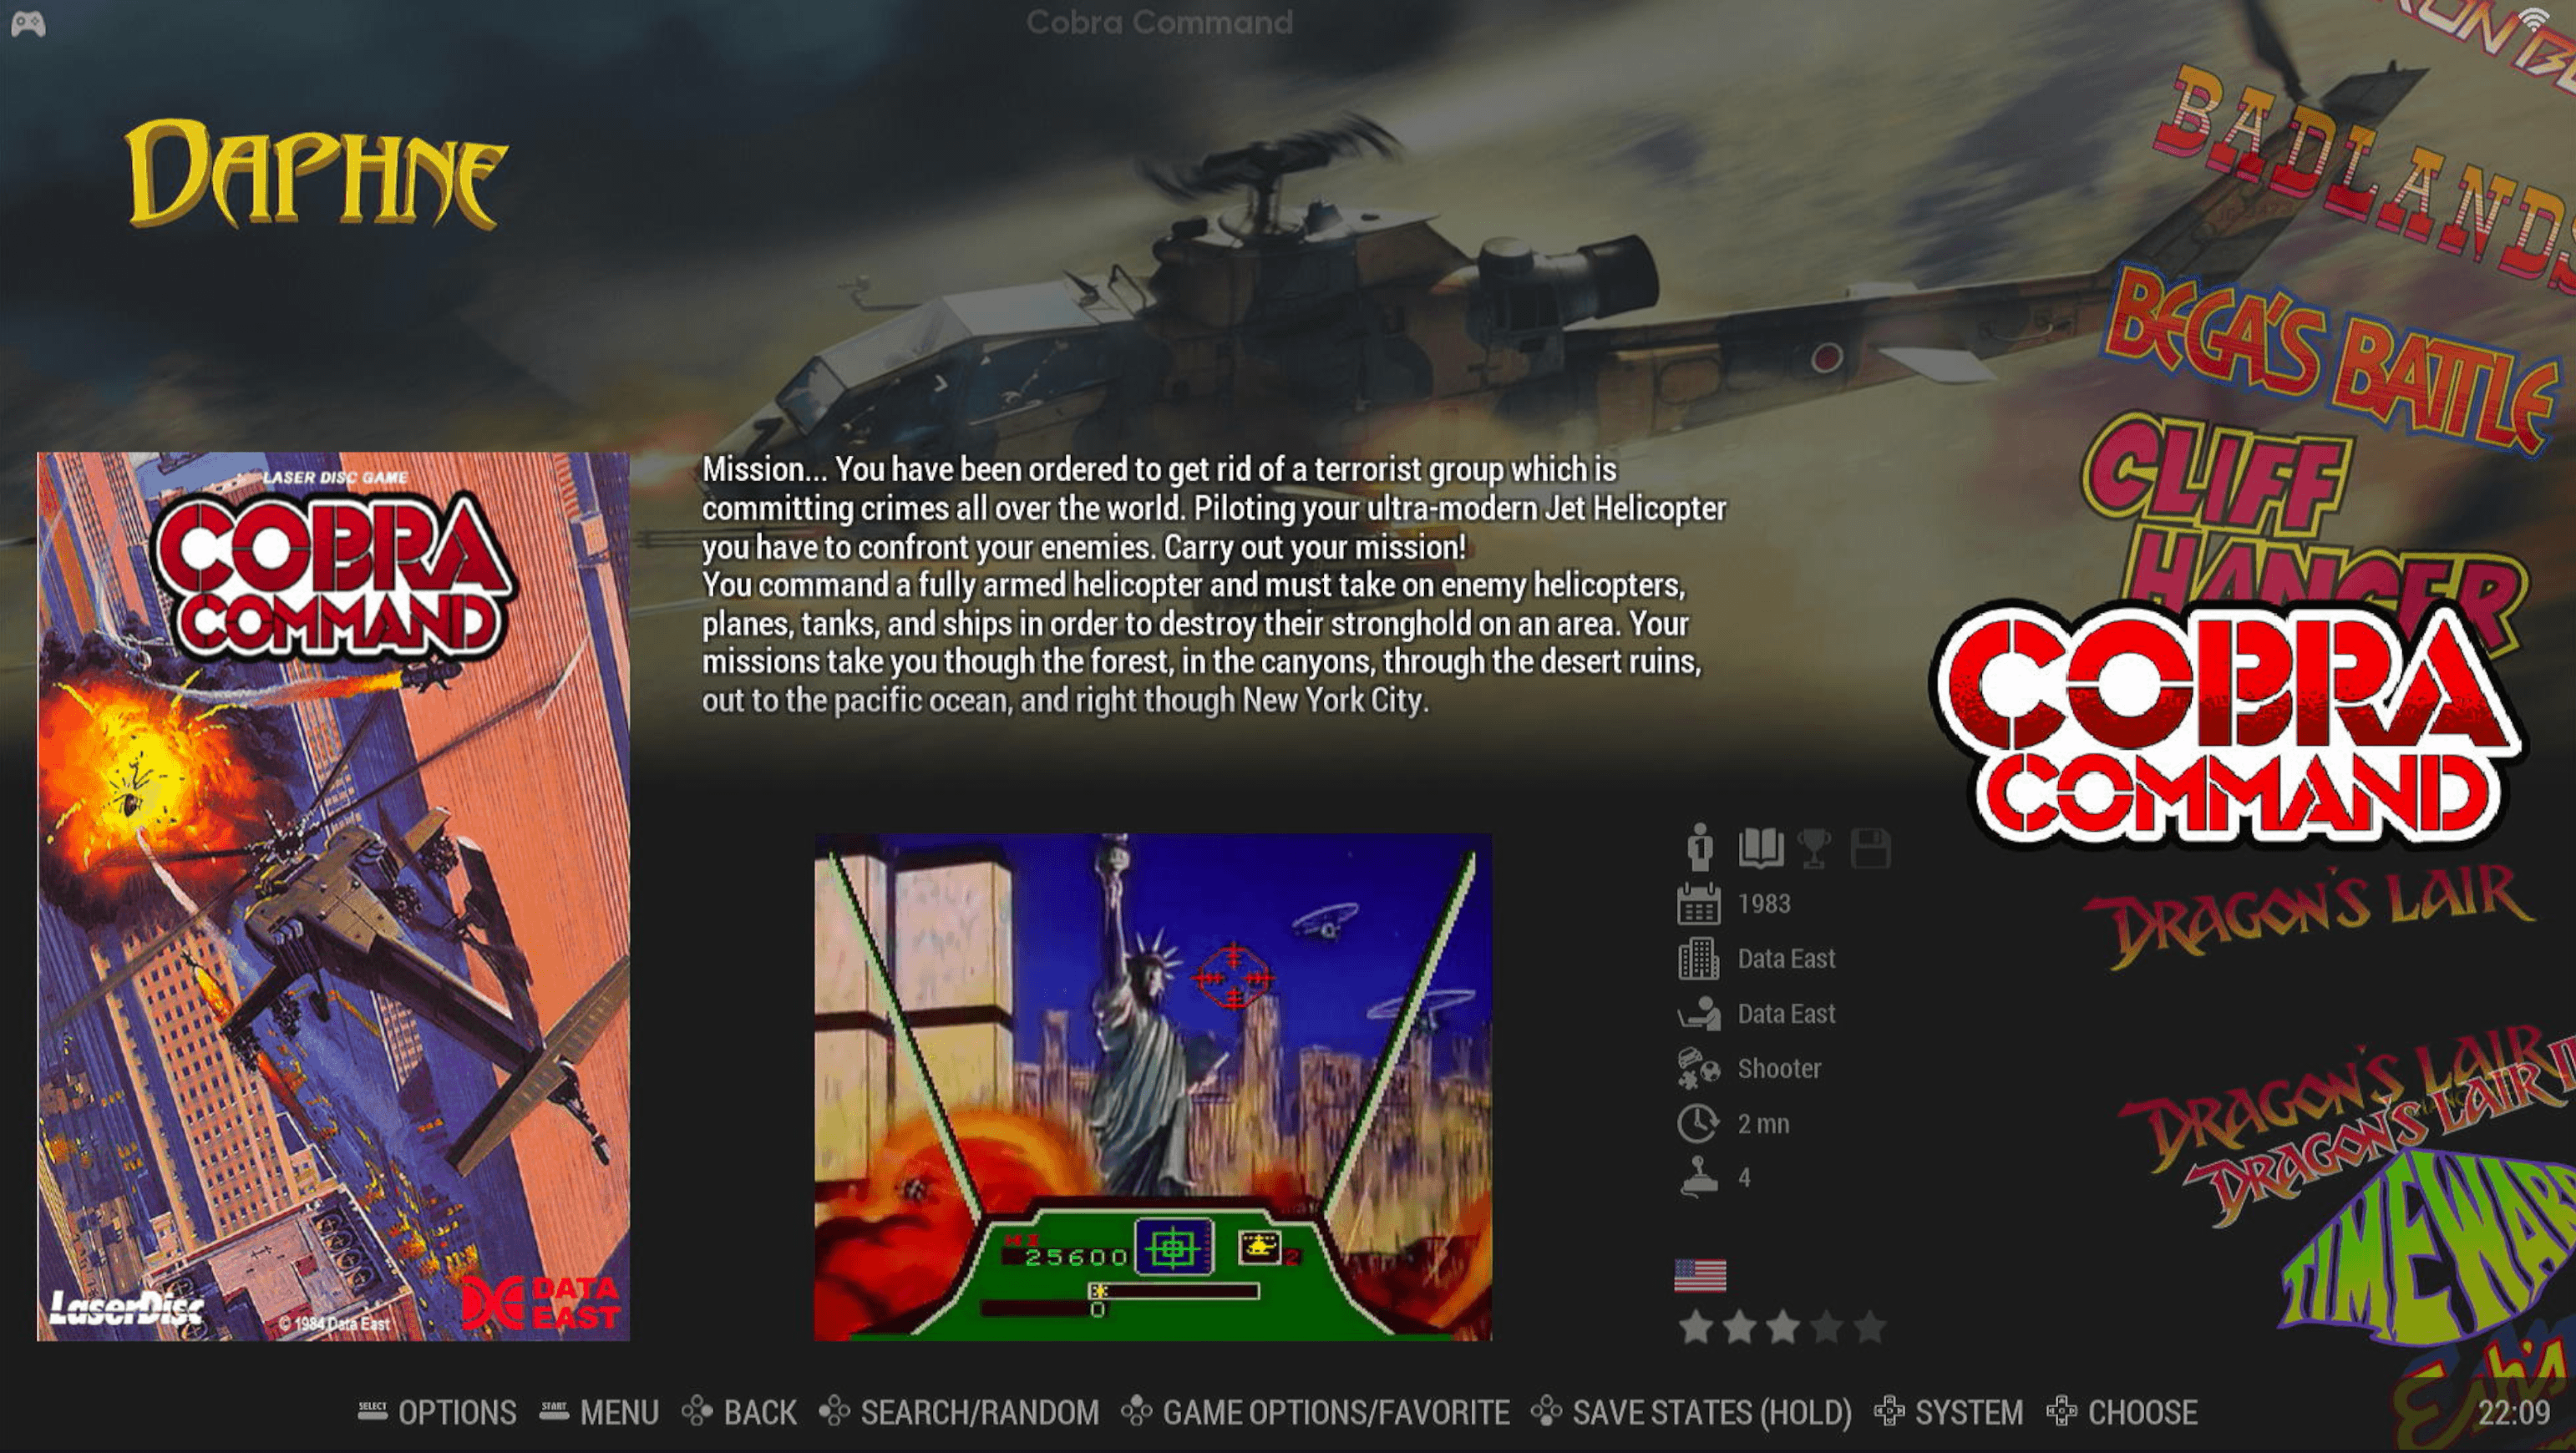 Cobra Command
DAPHNE
BADLANDS
BEGA'S BATTLE
CLIFF
HANGER
COBRA
COMMAND
DRAGON'S LAIR
DRAGON'S LAIR
DRAGON'S LAIR II
LASER DISC GAME
COBRA
COMMAND
LaserDisc
© 1984 Data East
DATA
EAST
Mission... You have been ordered to get rid of a terrorist group which is
committing crimes all over the world. Piloting your ultra-modern Jet Helicopter
you have to confront your enemies. Carry out your mission!
You command a fully armed helicopter and must take on enemy helicopters,
planes, tanks, and ships in order to destroy their stronghold on an area. Your
missions take you though the forest, in the canyons, through the desert ruins,
out to the pacific ocean, and right though New York City.
HI
25600
2
0
1
1983
Data East
Data East
Shooter
2 mn
4
SELECT OPTIONS START MENU BACK SEARCH/RANDOM GAME OPTIONS/FAVORITE SAVE STATES (HOLD) SYSTEM CHOOSE
22:09